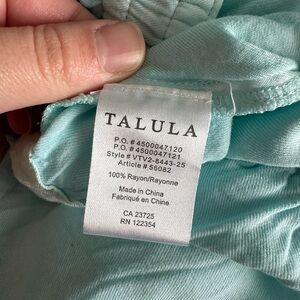 TALULA
P.O. # 4500047120
P.O. # 4500047121
Style # VTV2-8443-25
Article # 55082
100% Rayon/Rayonne
Made in China
Fabriqué en Chine
CA 23725
RN 122354